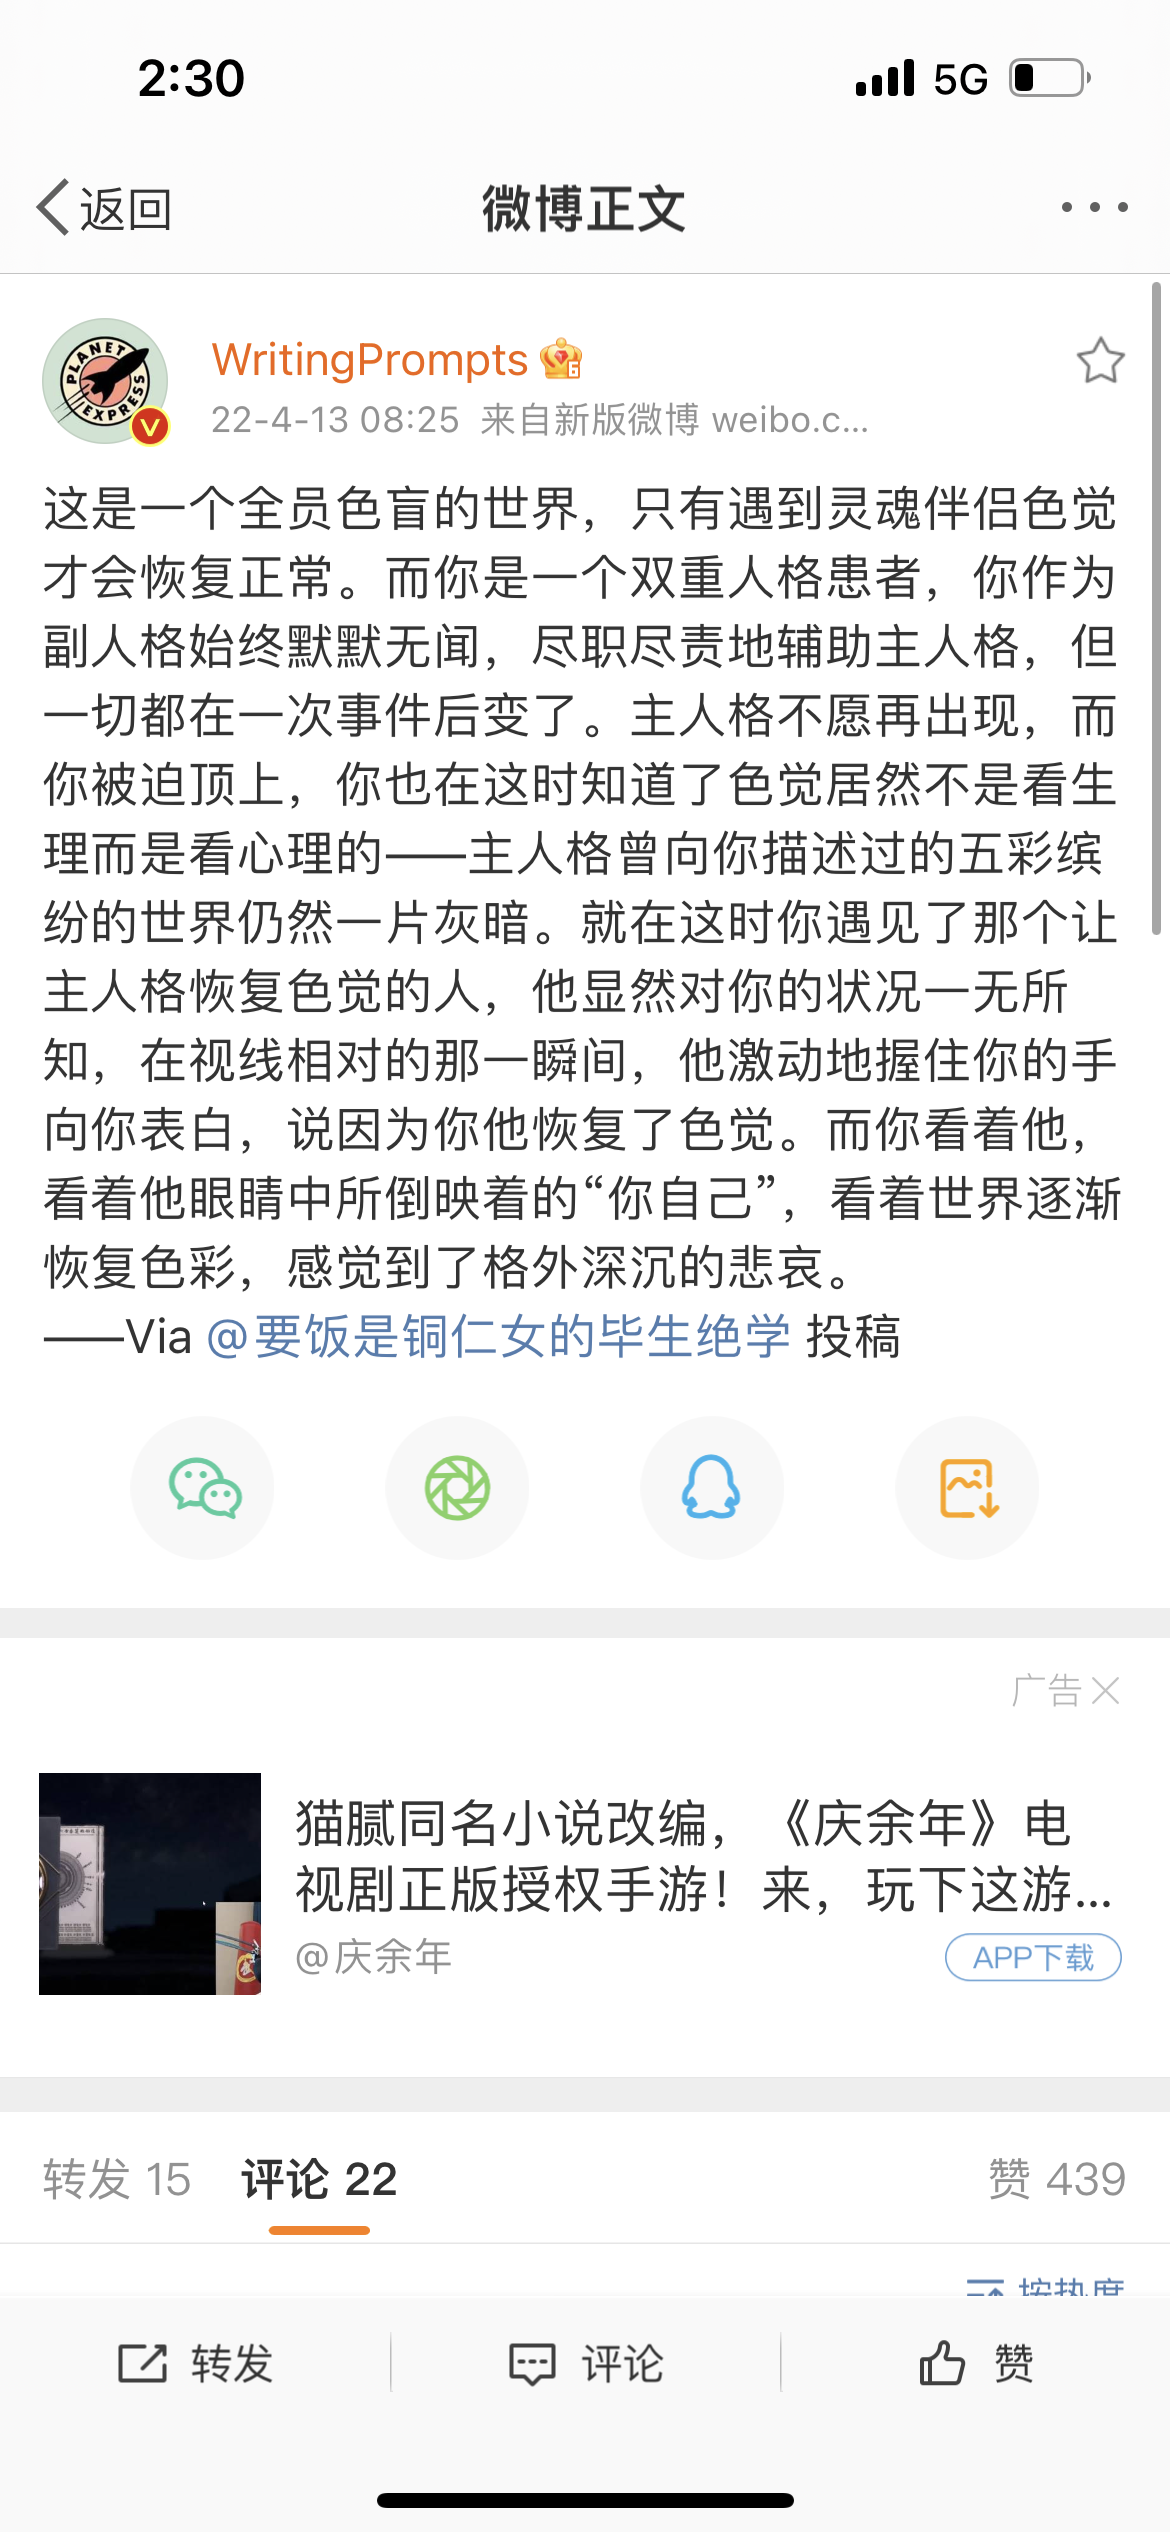 2:30 5G
返回 微博正文
PLANET EXPRESS
WritingPrompts 6
22-4-13 08:25 来自新版微博 weibo.c...
这是一个全员色盲的世界，只有遇到灵魂伴侣色觉
才会恢复正常。而你是一个双重人格患者，你作为
副人格始终默默无闻，尽职尽责地辅助主人格，但
一切都在一次事件后变了。主人格不愿再出现，而
你被迫顶上，你也在这时知道了色觉居然不是看生
理而是看心理的——主人格曾向你描述过的五彩缤
纷的世界仍然一片灰暗。就在这时你遇见了那个让
主人格恢复色觉的人，他显然对你的状况一无所
知，在视线相对的那一瞬间，他激动地握住你的手
向你表白，说因为你他恢复了色觉。而你看着他，
看着他眼睛中所倒映着的“你自己”，看着世界逐渐
恢复色彩，感觉到了格外深沉的悲哀。
——Via @要饭是铜仁女的毕生绝学 投稿
广告
猫腻同名小说改编，《庆余年》电
视剧正版授权手游！来，玩下这游...
@庆余年 APP下载
转发 15 评论 22 赞 439
按热度
转发 评论 赞